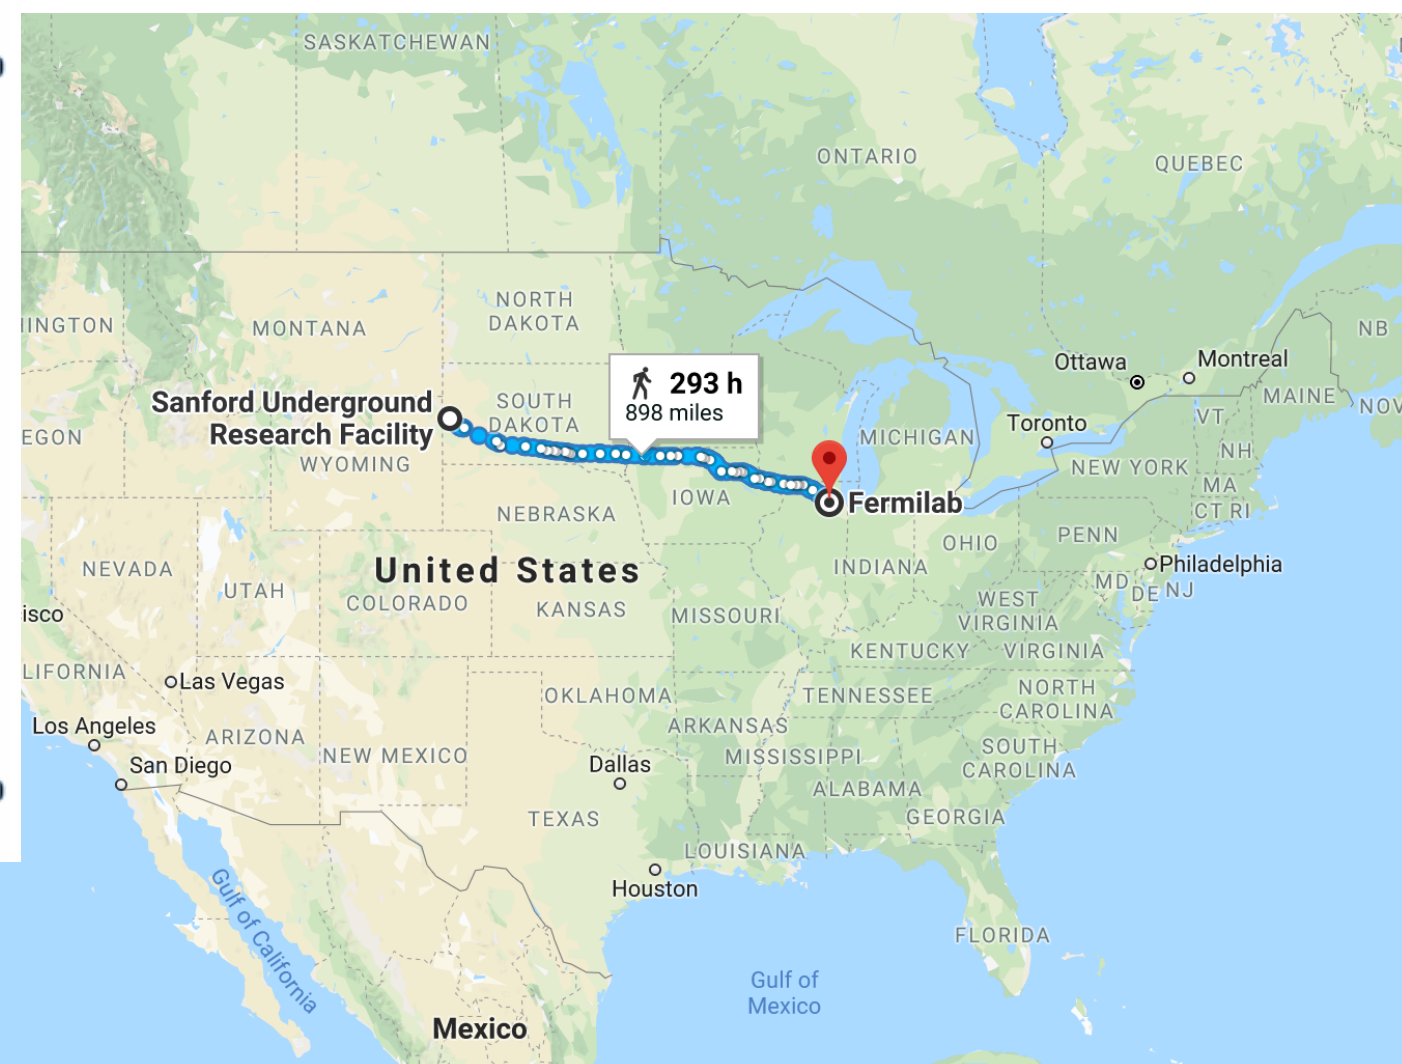 SASKATCHEWAN
ONTARIO
QUEBEC
NORTH
DAKOTA
INGTON
MONTANA
NB
Ottawa
Montreal
293 h
898 miles
MAINE
Sanford Underground
Research Facility
SOUTH
DAKOTA
NOV
VT
Toronto
EGON
MICHIGAN
NH
WYOMING
NEW YORK
MA
IOWA
Fermilab
CT RI
NEBRASKA
PENN
OHIO
United States
NEVADA
INDIANA
Philadelphia
UTAH
MD
DE
NJ
COLORADO
KANSAS
MISSOURI
WEST
VIRGINIA
isco
KENTUCKY
VIRGINIA
LIFORNIA
Las Vegas
OKLAHOMA
TENNESSEE
NORTH
CAROLINA
Los Angeles
ARIZONA
ARKANSAS
NEW MEXICO
MISSISSIPPI
SOUTH
CAROLINA
San Diego
Dallas
ALABAMA
TEXAS
GEORGIA
LOUISIANA
Houston
Gulf of California
FLORIDA
Gulf of
Mexico
Mexico